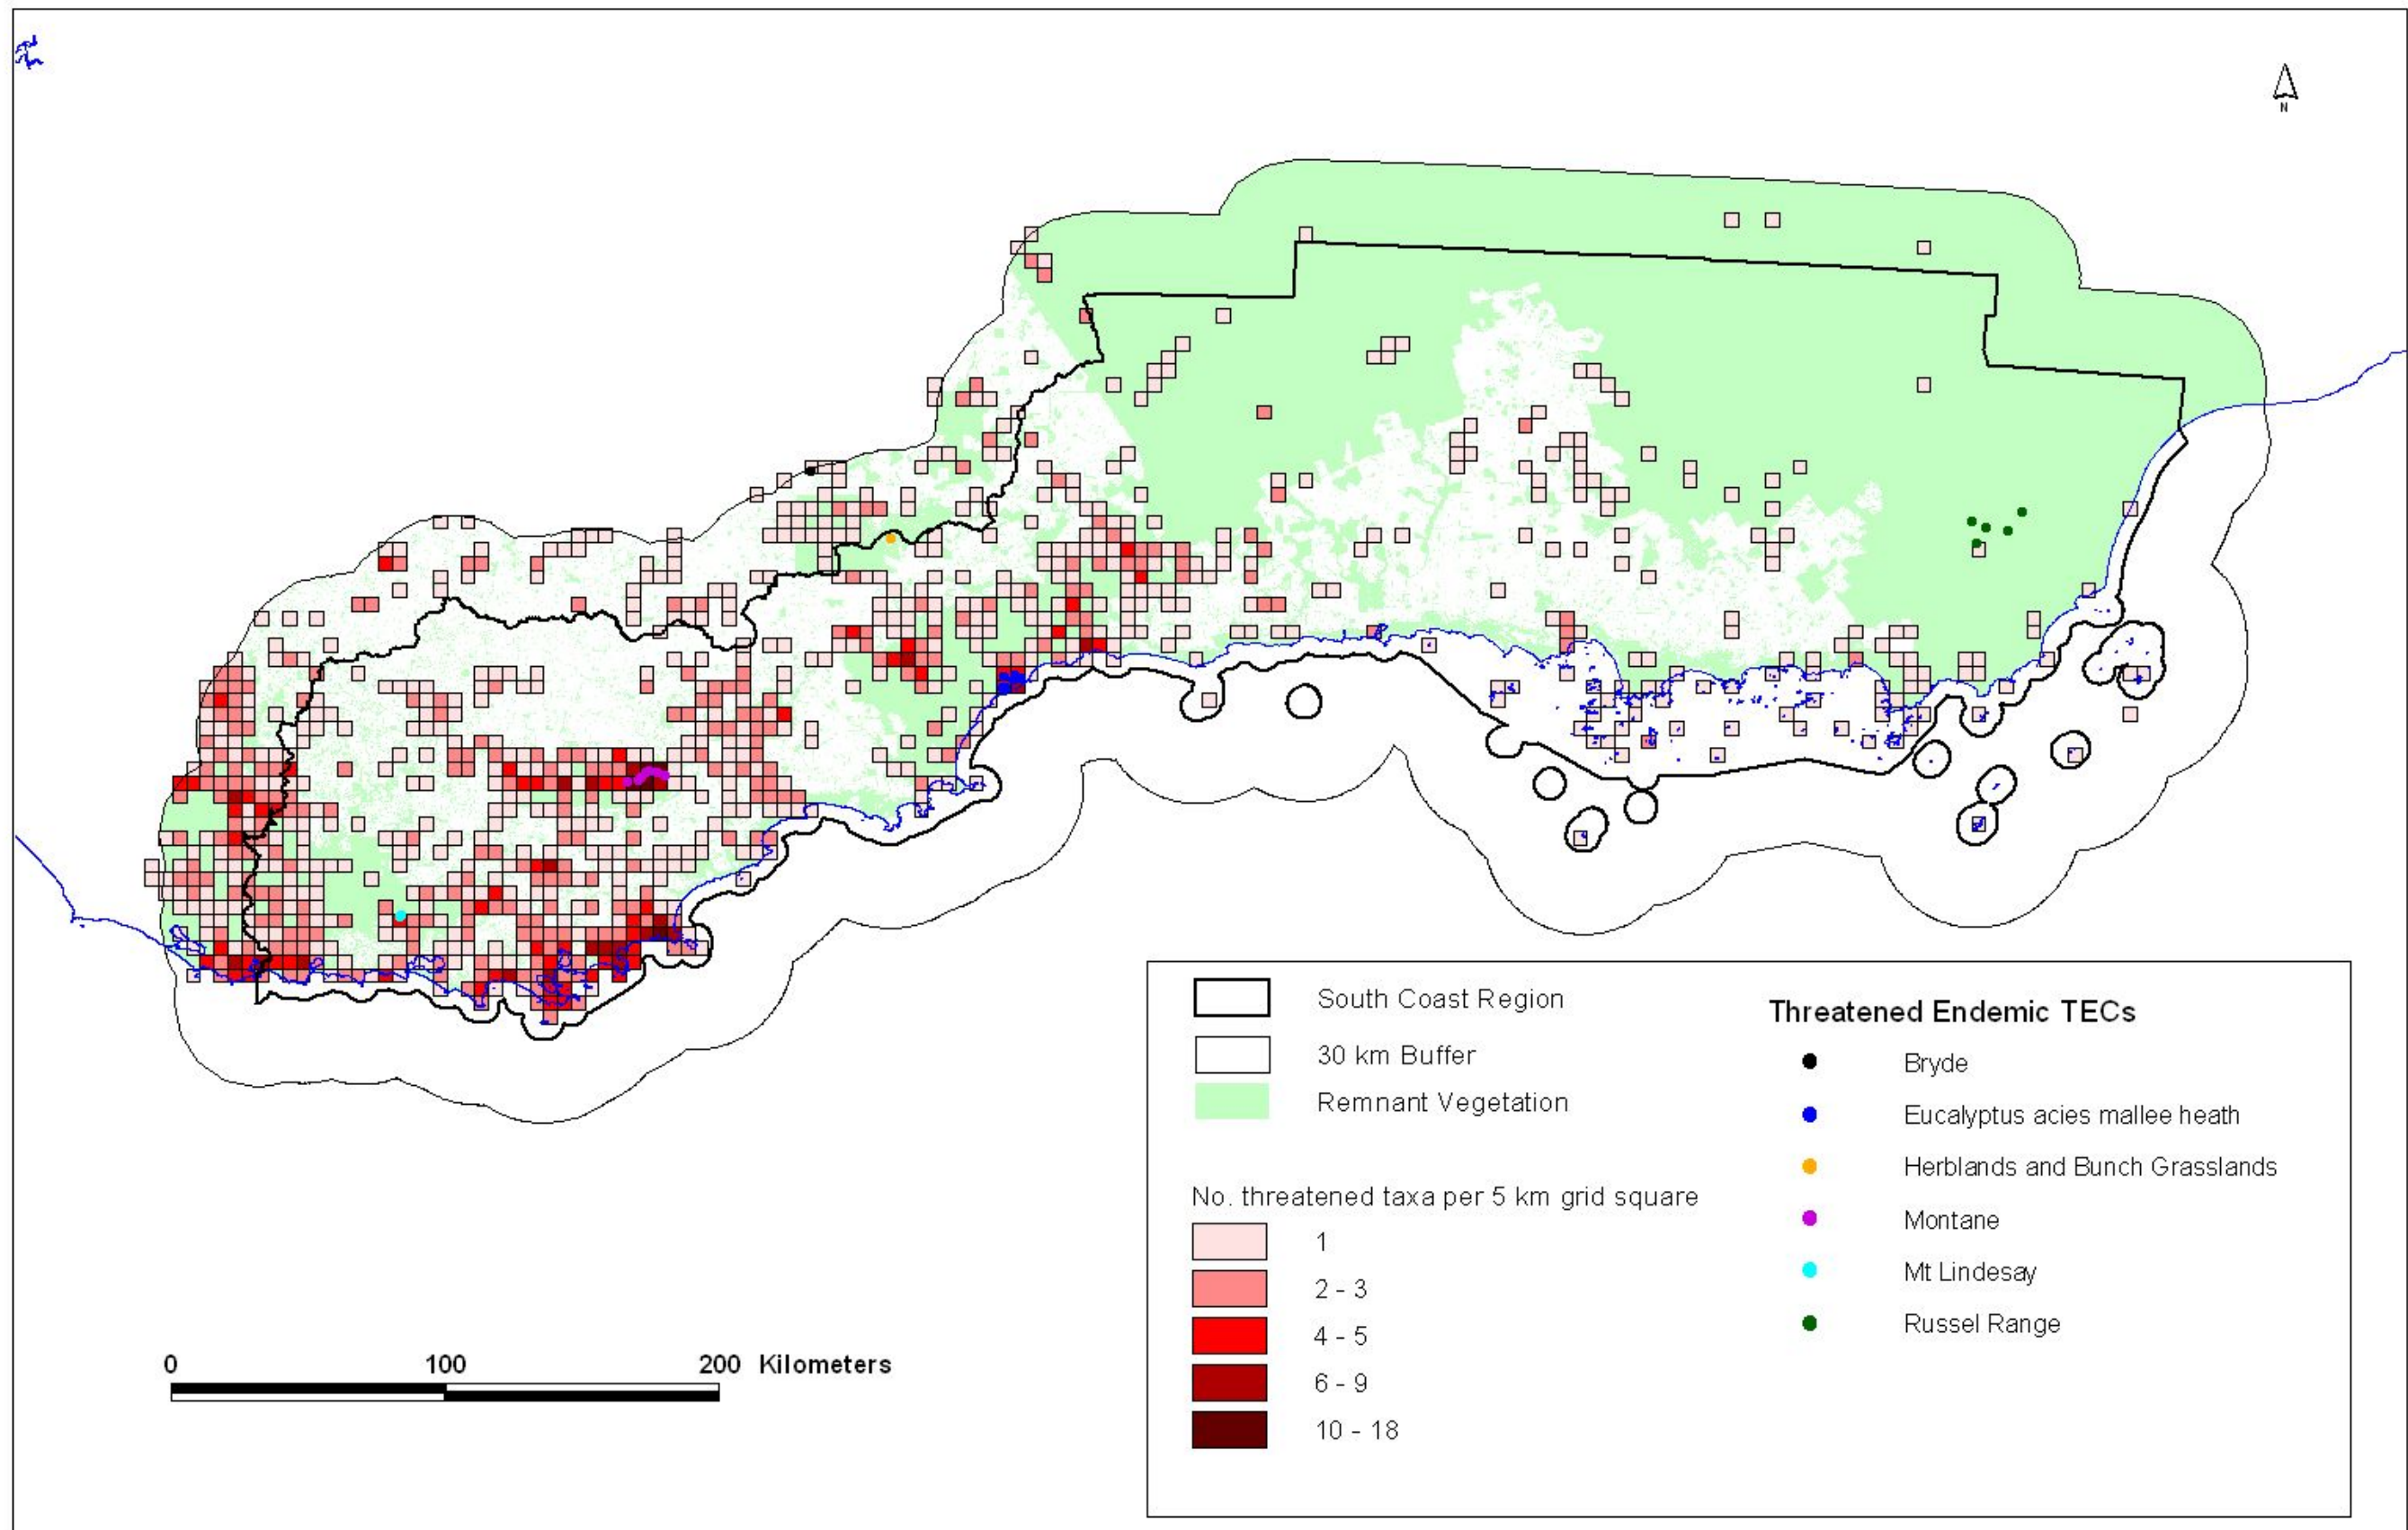 N
South Coast Region
30 km Buffer
Remnant Vegetation
No. threatened taxa per 5 km grid square
1
2 - 3
4 - 5
6 - 9
10 - 18
Threatened Endemic TECs
Bryde
Eucalyptus acies mallee heath
Herblands and Bunch Grasslands
Montane
Mt Lindesay
Russel Range
0 100 200 Kilometers